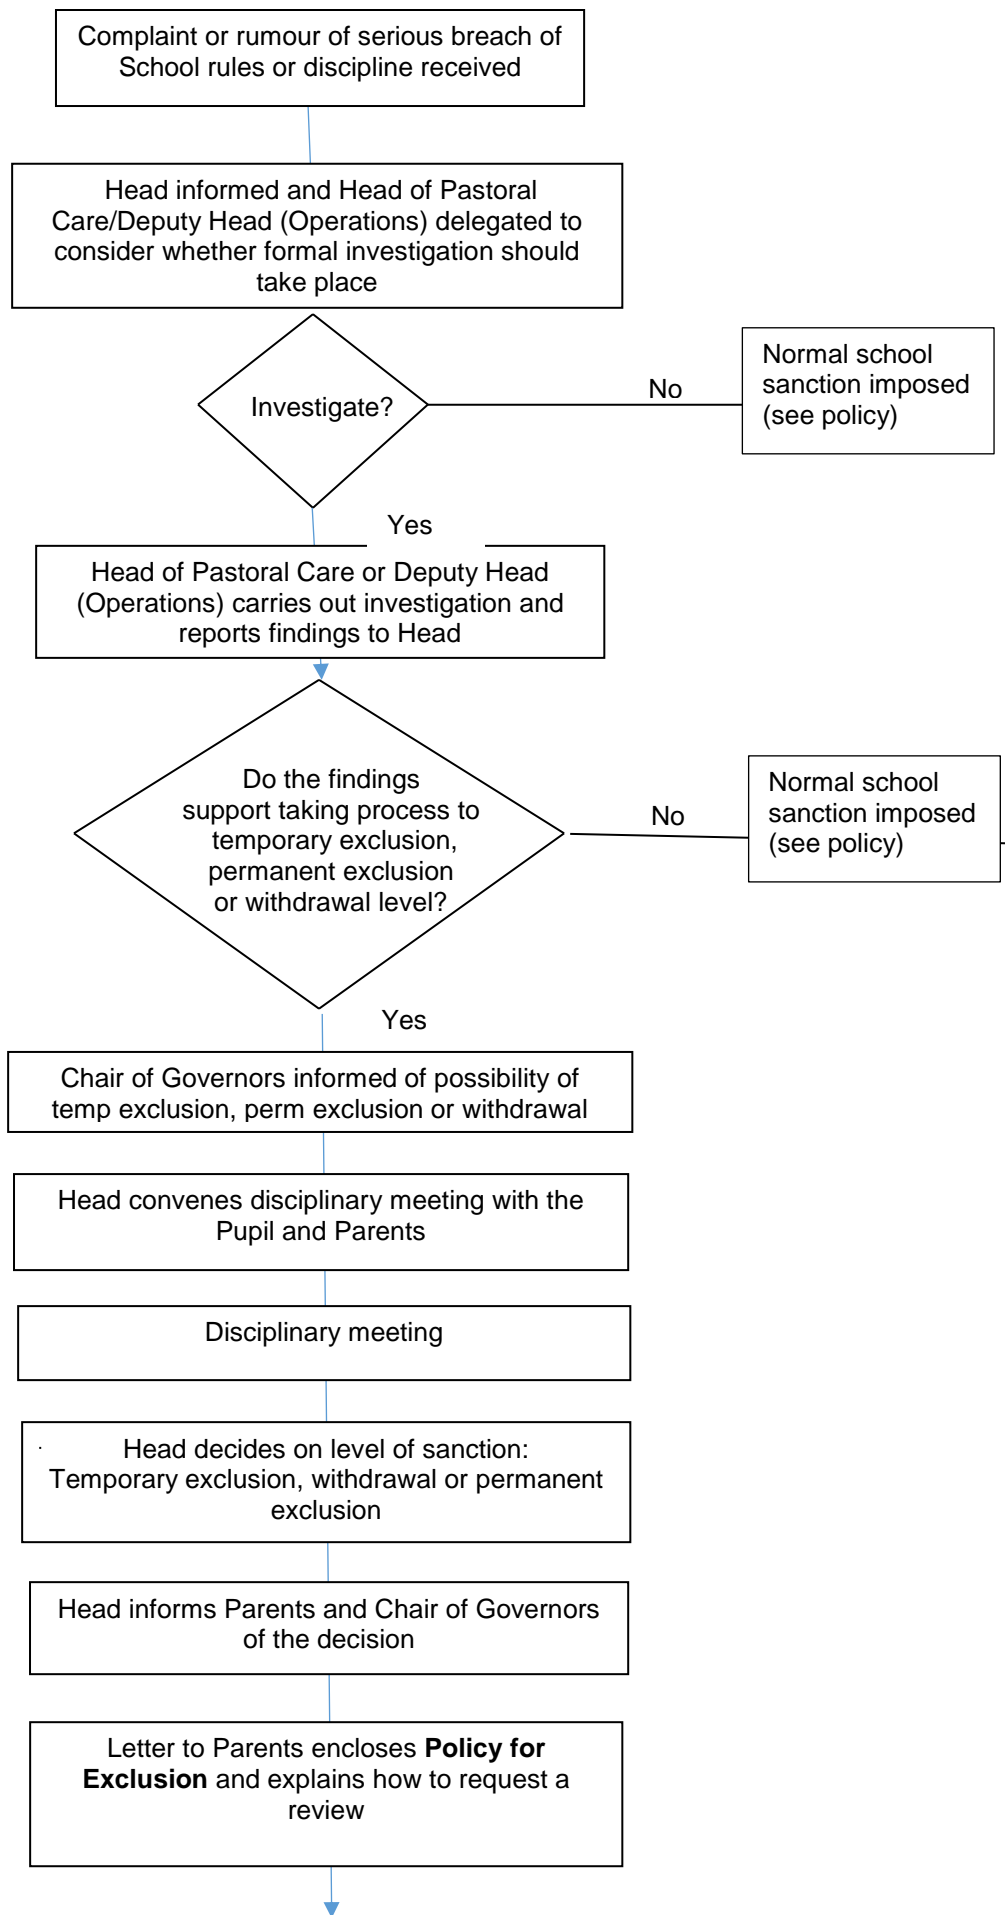 Complaint or rumour of serious breach of
School rules or discipline received
Head informed and Head of Pastoral
Care/Deputy Head (Operations) delegated to
consider whether formal investigation should
take place
Investigate?
No
Normal school
sanction imposed
(see policy)
Yes
Head of Pastoral Care or Deputy Head
(Operations) carries out investigation and
reports findings to Head
Do the findings
support taking process to
temporary exclusion,
permanent exclusion
or withdrawal level?
No
Normal school
sanction imposed
(see policy)
Yes
Chair of Governors informed of possibility of
temp exclusion, perm exclusion or withdrawal
Head convenes disciplinary meeting with the
Pupil and Parents
Disciplinary meeting
Head decides on level of sanction:
Temporary exclusion, withdrawal or permanent
exclusion
Head informs Parents and Chair of Governors
of the decision
Letter to Parents encloses Policy for
Exclusion and explains how to request a
review